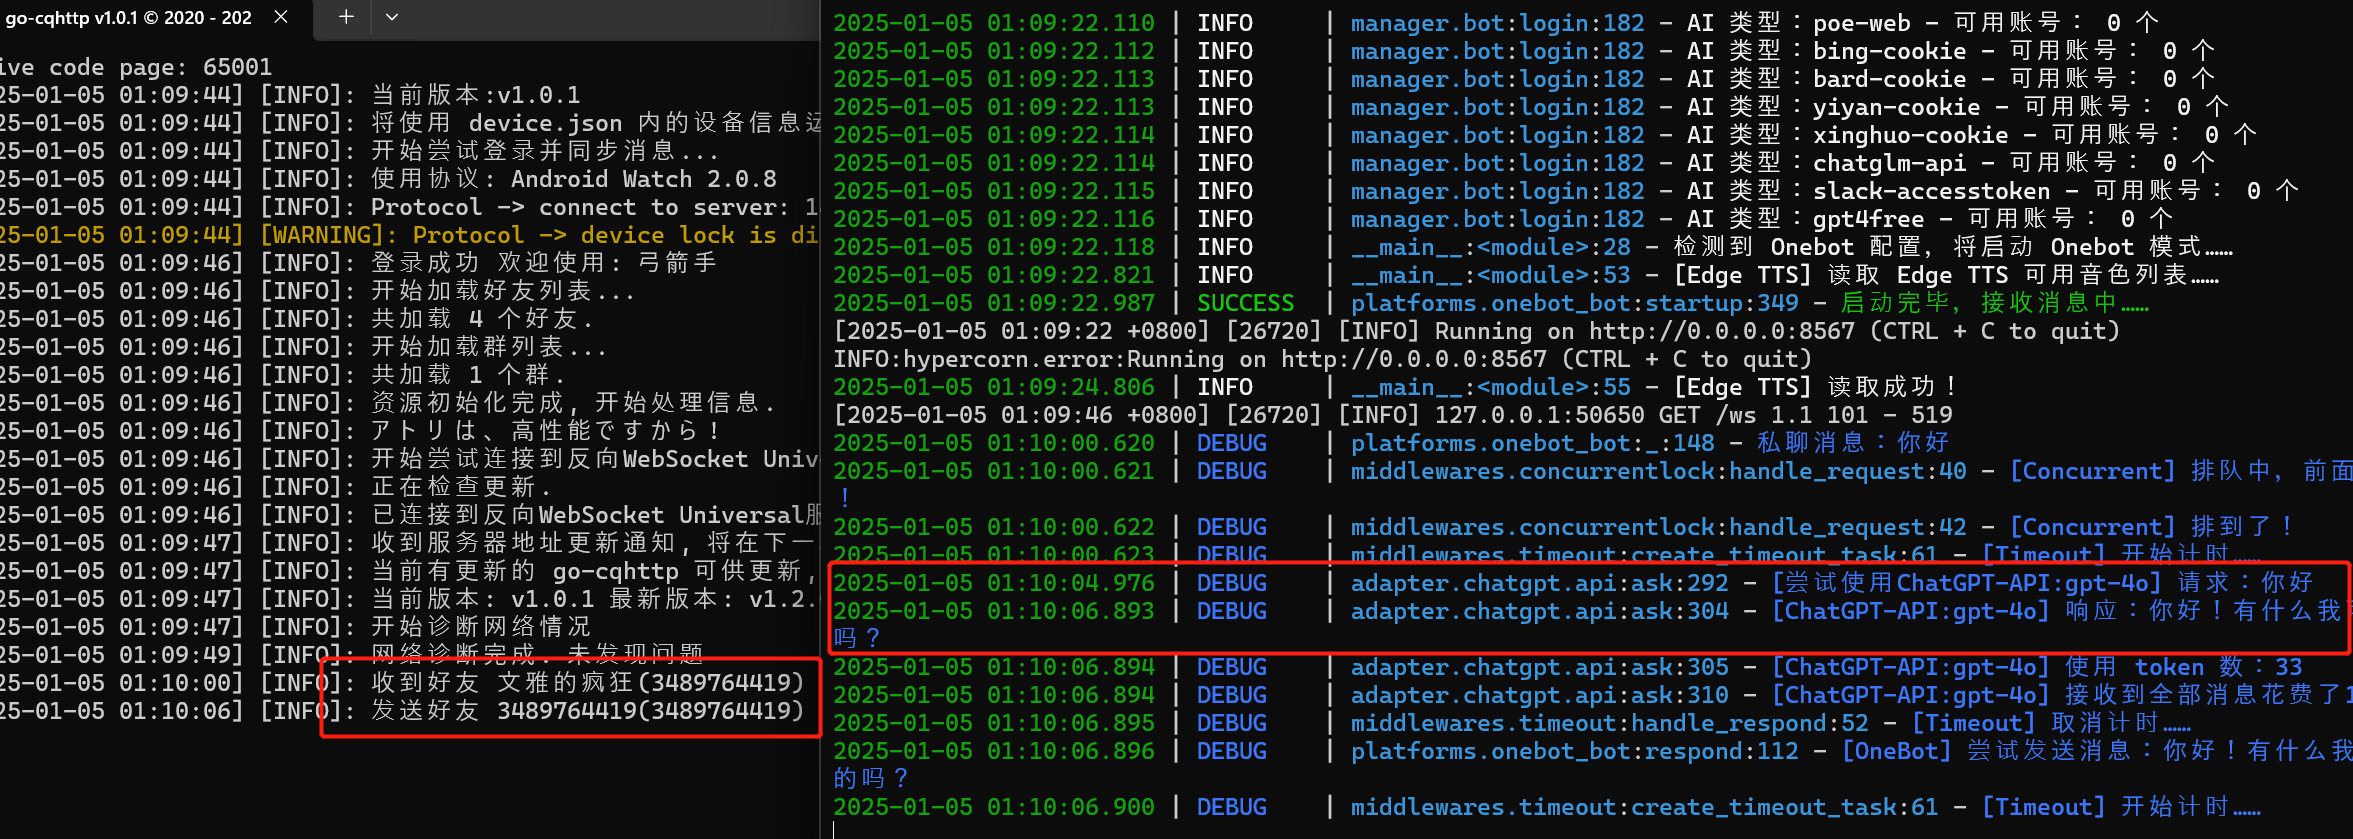 go-cqhttp v1.0.1 © 2020 - 202
ive code page: 65001
25-01-05 01:09:44] [INFO]: 当前版本:v1.0.1
25-01-05 01:09:44] [INFO]: 将使用 device.json 内的设备信息运
25-01-05 01:09:44] [INFO]: 开始尝试登录并同步消息...
25-01-05 01:09:44] [INFO]: 使用协议: Android Watch 2.0.8
25-01-05 01:09:44] [INFO]: Protocol -> connect to server: 1
25-01-05 01:09:44] [WARNING]: Protocol -> device lock is di
25-01-05 01:09:46] [INFO]: 登录成功 欢迎使用: 弓箭手
25-01-05 01:09:46] [INFO]: 开始加载好友列表...
25-01-05 01:09:46] [INFO]: 共加载 4 个好友.
25-01-05 01:09:46] [INFO]: 开始加载群列表...
25-01-05 01:09:46] [INFO]: 共加载 1 个群.
25-01-05 01:09:46] [INFO]: 资源初始化完成, 开始处理信息.
25-01-05 01:09:46] [INFO]: アトリは、高性能ですから!
25-01-05 01:09:46] [INFO]: 开始尝试连接到反向WebSocket Univ
25-01-05 01:09:46] [INFO]: 正在检查更新.
25-01-05 01:09:46] [INFO]: 已连接到反向WebSocket Universal服
25-01-05 01:09:47] [INFO]: 收到服务器地址更新通知, 将在下一
25-01-05 01:09:47] [INFO]: 当前有更新的 go-cqhttp 可供更新,
25-01-05 01:09:47] [INFO]: 当前版本: v1.0.1 最新版本: v1.2.
25-01-05 01:09:47] [INFO]: 开始诊断网络情况
25-01-05 01:09:49] [INFO]: 网络诊断完成. 未发现问题
25-01-05 01:10:00] [INFO]: 收到好友 文雅的疯狂(3489764419)
25-01-05 01:10:06] [INFO]: 发送好友 3489764419(3489764419)
2025-01-05 01:09:22.110 | INFO     | manager.bot:login:182 - AI 类型：poe-web - 可用账号： 0 个
2025-01-05 01:09:22.112 | INFO     | manager.bot:login:182 - AI 类型：bing-cookie - 可用账号： 0 个
2025-01-05 01:09:22.113 | INFO     | manager.bot:login:182 - AI 类型：bard-cookie - 可用账号： 0 个
2025-01-05 01:09:22.113 | INFO     | manager.bot:login:182 - AI 类型：yiyan-cookie - 可用账号： 0 个
2025-01-05 01:09:22.114 | INFO     | manager.bot:login:182 - AI 类型：xinghuo-cookie - 可用账号： 0 个
2025-01-05 01:09:22.114 | INFO     | manager.bot:login:182 - AI 类型：chatglm-api - 可用账号： 0 个
2025-01-05 01:09:22.115 | INFO     | manager.bot:login:182 - AI 类型：slack-accesstoken - 可用账号： 0 个
2025-01-05 01:09:22.116 | INFO     | manager.bot:login:182 - AI 类型：gpt4free - 可用账号： 0 个
2025-01-05 01:09:22.118 | INFO     | __main__:<module>:28 - 检测到 Onebot 配置，将启动 Onebot 模式……
2025-01-05 01:09:22.821 | INFO     | __main__:<module>:53 - [Edge TTS] 读取 Edge TTS 可用音色列表……
2025-01-05 01:09:22.987 | SUCCESS  | platforms.onebot_bot:startup:349 - 启动完毕，接收消息中……
[2025-01-05 01:09:22 +0800] [26720] [INFO] Running on http://0.0.0.0:8567 (CTRL + C to quit)
INFO:hypercorn.error:Running on http://0.0.0.0:8567 (CTRL + C to quit)
2025-01-05 01:09:24.806 | INFO     | __main__:<module>:55 - [Edge TTS] 读取成功！
[2025-01-05 01:09:46 +0800] [26720] [INFO] 127.0.0.1:50650 GET /ws 1.1 101 - 519
2025-01-05 01:10:00.620 | DEBUG    | platforms.onebot_bot:_:148 - 私聊消息：你好
2025-01-05 01:10:00.621 | DEBUG    | middlewares.concurrentlock:handle_request:40 - [Concurrent] 排队中，前面
！
2025-01-05 01:10:00.622 | DEBUG    | middlewares.concurrentlock:handle_request:42 - [Concurrent] 排到了！
2025-01-05 01:10:00.623 | DEBUG    | middlewares.timeout:create_timeout_task:61 - [Timeout] 开始计时……
2025-01-05 01:10:04.976 | DEBUG    | adapter.chatgpt.api:ask:292 - [尝试使用ChatGPT-API:gpt-4o] 请求：你好
2025-01-05 01:10:06.893 | DEBUG    | adapter.chatgpt.api:ask:304 - [ChatGPT-API:gpt-4o] 响应：你好！有什么我
吗？
2025-01-05 01:10:06.894 | DEBUG    | adapter.chatgpt.api:ask:305 - [ChatGPT-API:gpt-4o] 使用 token 数：33
2025-01-05 01:10:06.894 | DEBUG    | adapter.chatgpt.api:ask:310 - [ChatGPT-API:gpt-4o] 接收到全部消息花费了1
2025-01-05 01:10:06.895 | DEBUG    | middlewares.timeout:handle_respond:52 - [Timeout] 取消计时……
2025-01-05 01:10:06.896 | DEBUG    | platforms.onebot_bot:respond:112 - [OneBot] 尝试发送消息：你好！有什么我
的吗？
2025-01-05 01:10:06.900 | DEBUG    | middlewares.timeout:create_timeout_task:61 - [Timeout] 开始计时……